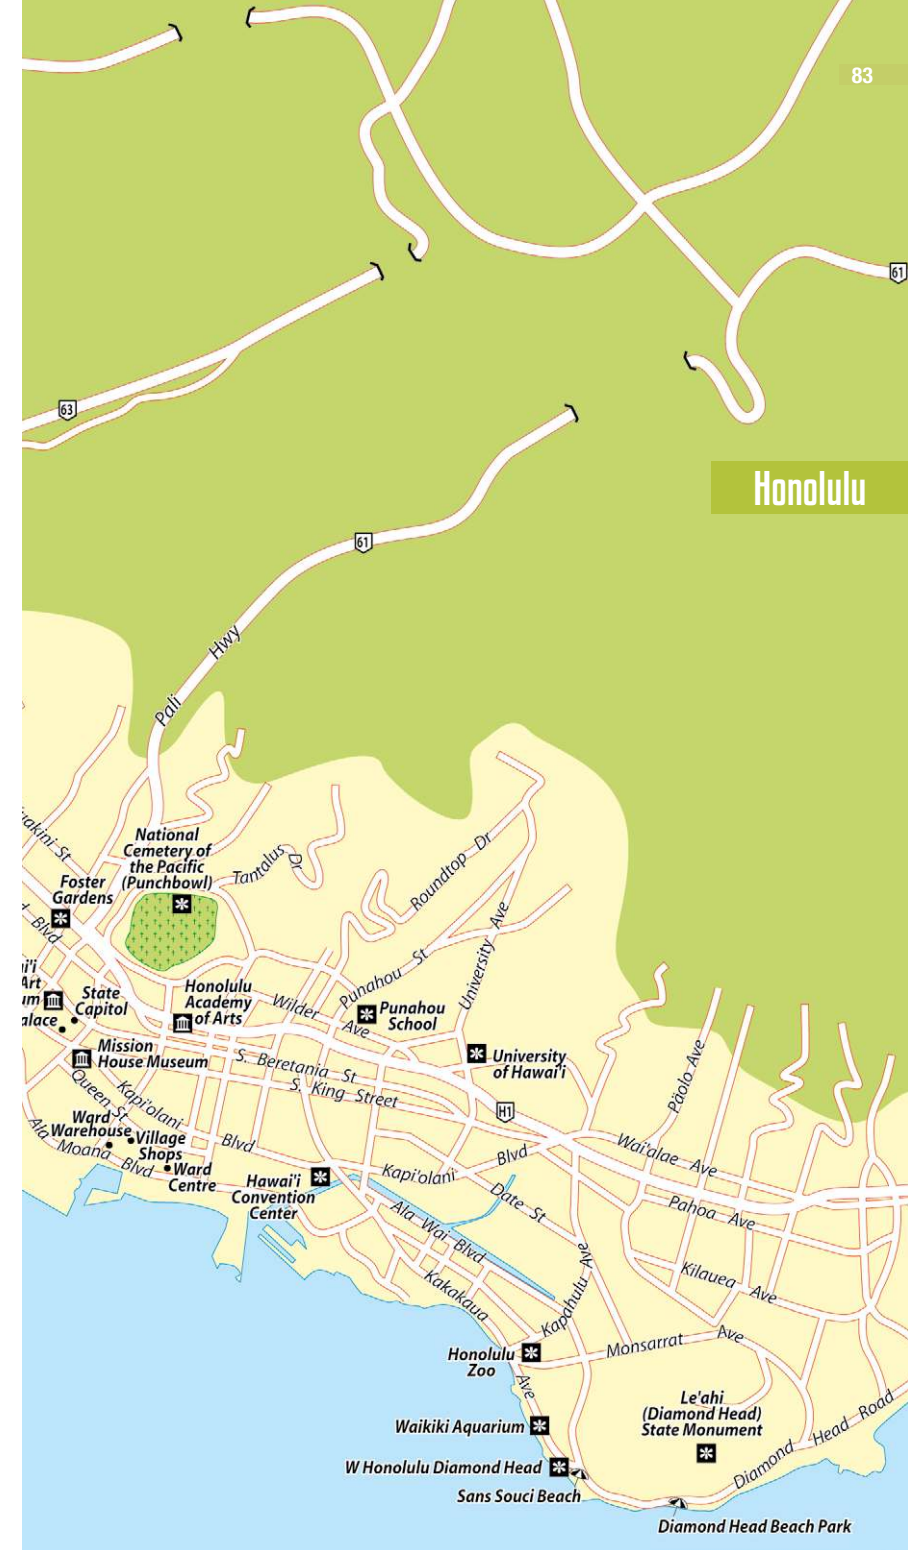 83
61
63
Honolulu
61
Pali Hwy
National
Cemetery of
the Pacific
(Punchbowl)
Tantalus Dr
Roundtop Dr
Foster
Gardens
Blvd
St
University Ave
Punahou St
Honolulu
Academy
of Arts
Wilder Ave
Punahou
School
Art
State
Capitol
Mission
House Museum
S. Beretania St
S. King Street
University
of Hawai'i
H1
Pāolo Ave
Queen St
Kapi'olani Blvd
Ward
Warehouse
Village
Shops
Ala Moana Blvd
Ward
Centre
Hawai'i
Convention
Center
Kapi'olani Blvd
Wai'alae Ave
Date St
Pahoa Ave
Ala Wai Blvd
Kakakaua Ave
Kapahulu Ave
Kilauea Ave
Honolulu
Zoo
Monsarrat Ave
Le'ahi
(Diamond Head)
State Monument
Waikiki Aquarium
W Honolulu Diamond Head
Sans Souci Beach
Diamond Head Road
Diamond Head Beach Park